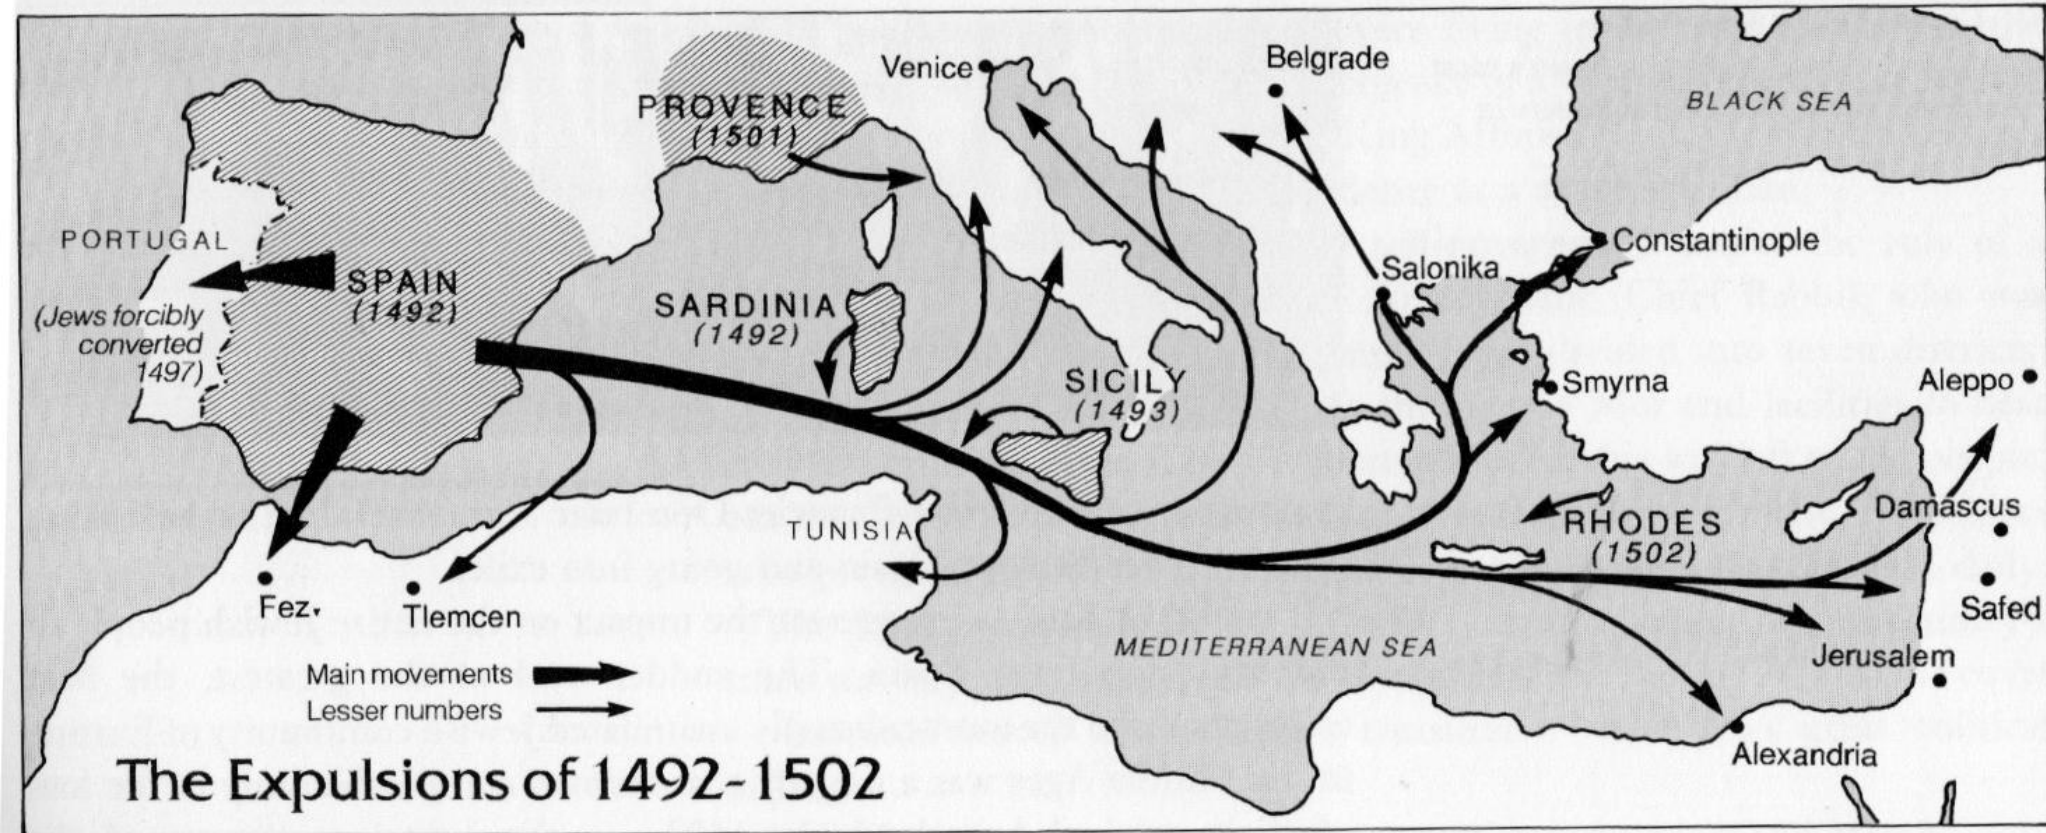 Venice
Belgrade
BLACK SEA
PROVENCE
(1501)
PORTUGAL
(Jews forcibly
converted
1497)
SPAIN
(1492)
SARDINIA
(1492)
SICILY
(1493)
Salonika
Constantinople
Smyrna
Aleppo
TUNISIA
RHODES
(1502)
Damascus
Safed
Fez
Tlemcen
MEDITERRANEAN SEA
Jerusalem
Alexandria
Main movements
Lesser numbers
The Expulsions of 1492-1502